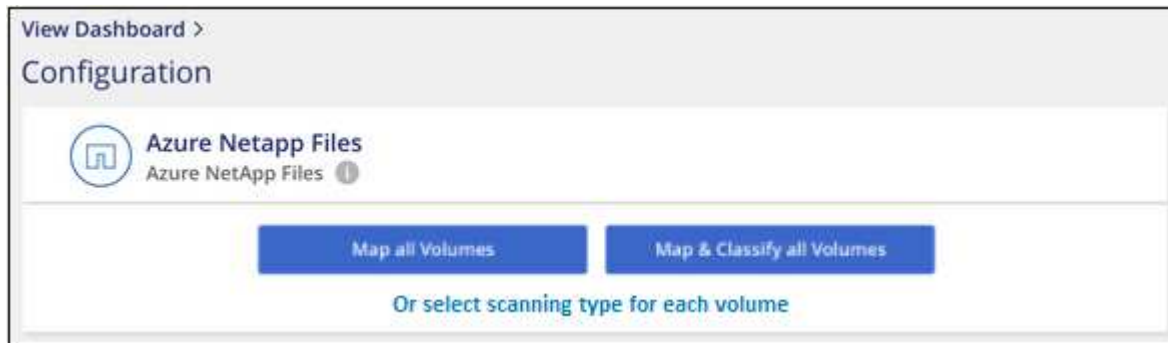 View Dashboard >
Configuration
Azure Netapp Files
Azure NetApp Files i
Map all Volumes
Map & Classify all Volumes
Or select scanning type for each volume